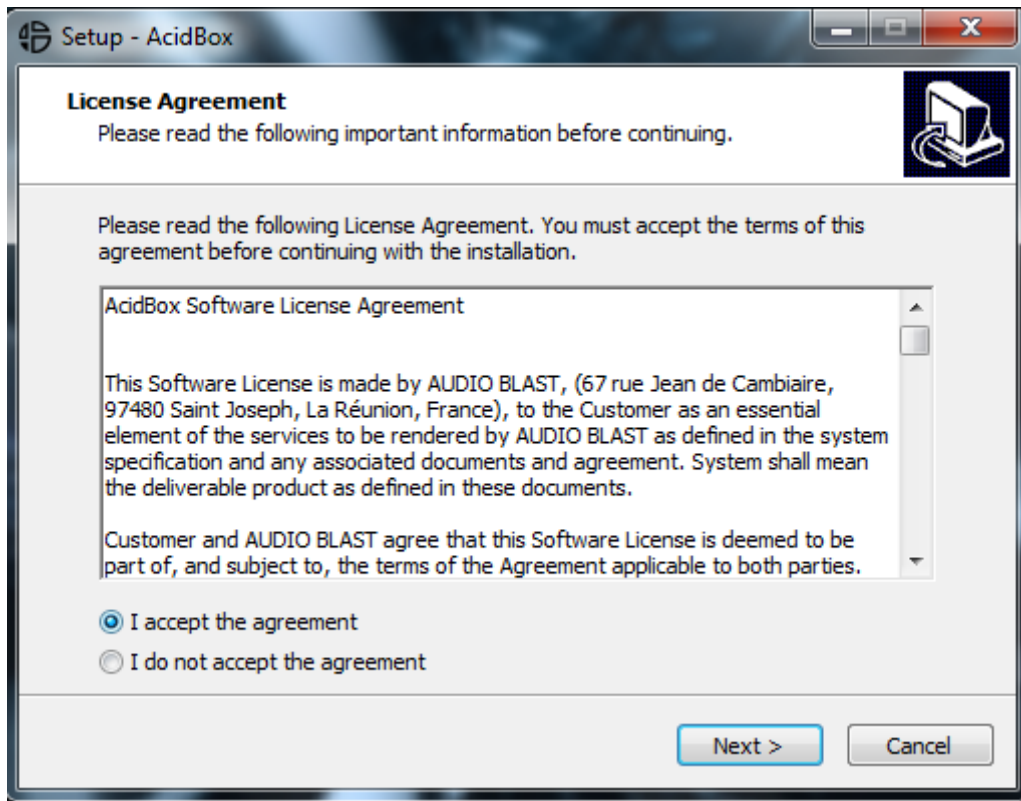 Setup - AcidBox
License Agreement
Please read the following important information before continuing.
Please read the following License Agreement. You must accept the terms of this
agreement before continuing with the installation.
AcidBox Software License Agreement
This Software License is made by AUDIO BLAST, (67 rue Jean de Cambiaire,
97480 Saint Joseph, La Réunion, France), to the Customer as an essential
element of the services to be rendered by AUDIO BLAST as defined in the system
specification and any associated documents and agreement. System shall mean
the deliverable product as defined in these documents.
Customer and AUDIO BLAST agree that this Software License is deemed to be
part of, and subject to, the terms of the Agreement applicable to both parties.
I accept the agreement
I do not accept the agreement
Next >
Cancel